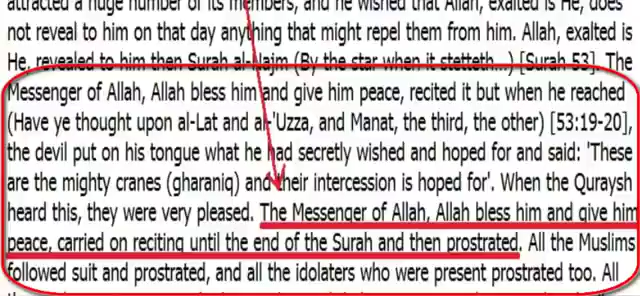 attracted a huge number of its members, and he wished that Allah, exalted is He, does
not reveal to him on that day anything that might repel them from him. Allah, exalted is
He, revealed to him then Surah al-Najm (By the star when it stetteth...) [Surah 53]. The
Messenger of Allah, Allah bless him and give him peace, recited it but when he reached
(Have ye thought upon al-Lat and al-'Uzza, and Manat, the third, the other) [53:19-20],
the devil put on his tongue what he had secretly wished and hoped for and said: 'These
are the mighty cranes (gharaniq) and their intercession is hoped for'. When the Quraysh
heard this, they were very pleased. The Messenger of Allah, Allah bless him and give him
peace, carried on reciting until the end of the Surah and then prostrated. All the Muslims
followed suit and prostrated, and all the idolaters who were present prostrated too. All